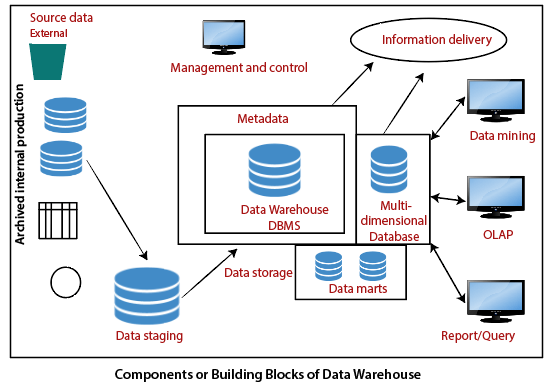 Source data
External
Archived internal production
Management and control
Information delivery
Metadata
Data Warehouse
DBMS
Multi-
dimensional
Database
Data mining
OLAP
Data storage
Data marts
Data staging
Report/Query
Components or Building Blocks of Data Warehouse